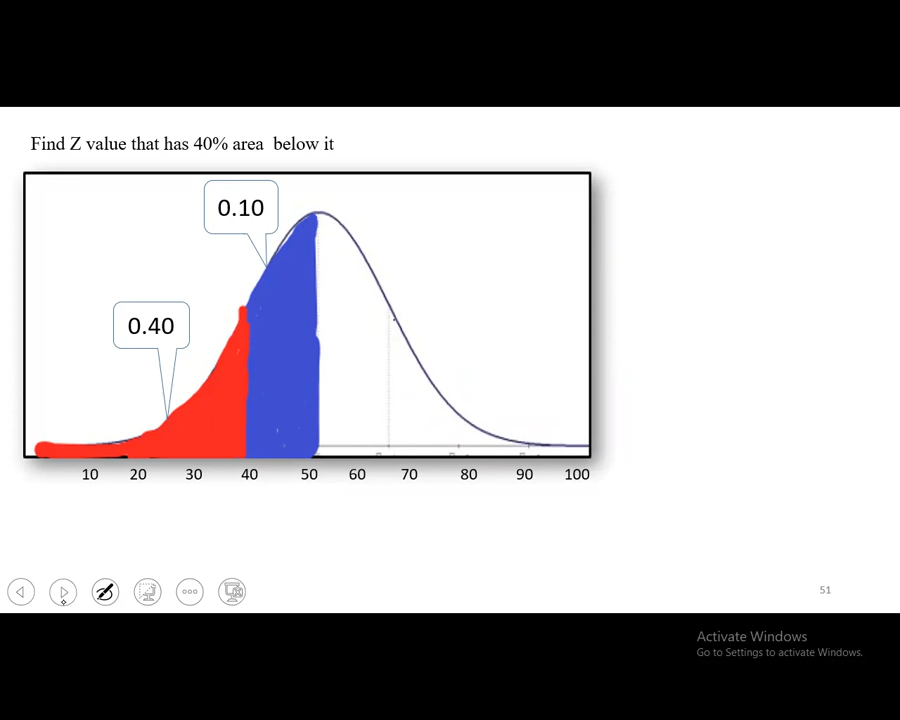 Find Z value that has 40% area below it
0.10
0.40
10 20 30 40 50 60 70 80 90 100
51
Activate Windows
Go to Settings to activate Windows.